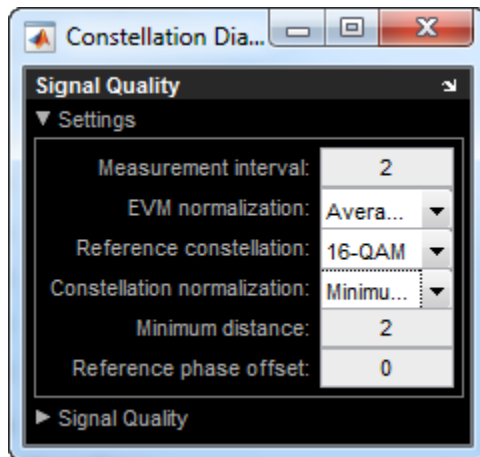 Constellation Dia...
Signal Quality
Settings
Measurement interval: 2
EVM normalization: Avera...
Reference constellation: 16-QAM
Constellation normalization: Minimu...
Minimum distance: 2
Reference phase offset: 0
Signal Quality